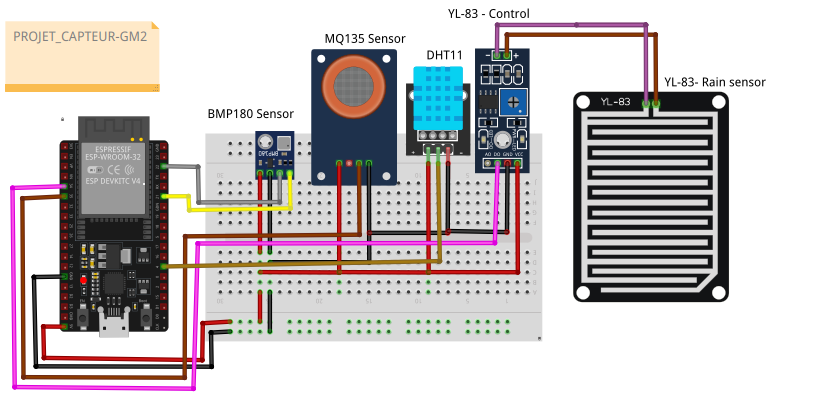 YL-83 - Control
PROJET_CAPTEUR-GM2
MQ135 Sensor
DHT11
YL-83- Rain sensor
YL-83
BMP180 Sensor
ESPRESSIF
ESP-WROOM-32
ESP DEVKITC V4
AO DO GND VCC